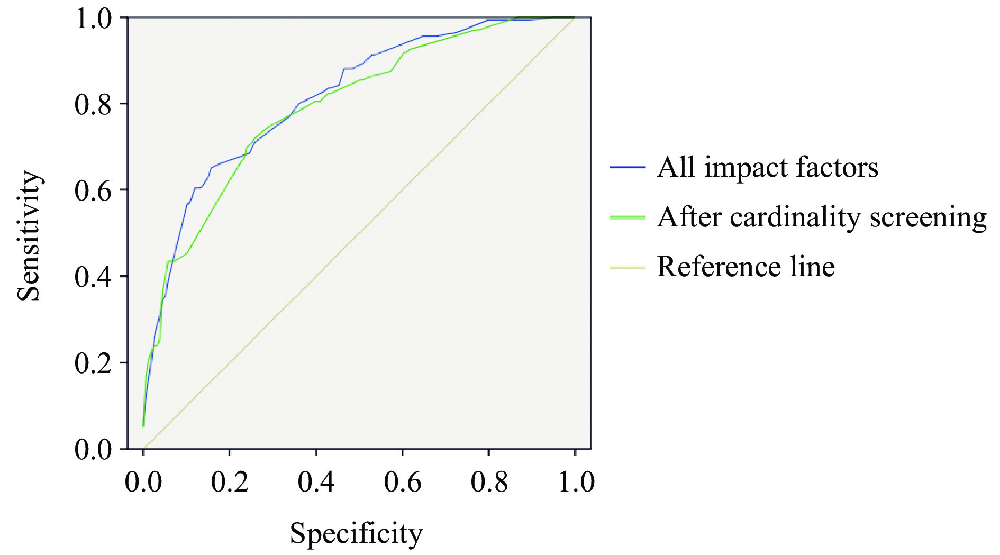 1.0
0.8
0.6
0.4
0.2
0.0
Sensitivity
0.0 0.2 0.4 0.6 0.8 1.0
Specificity
All impact factors
After cardinality screening
Reference line